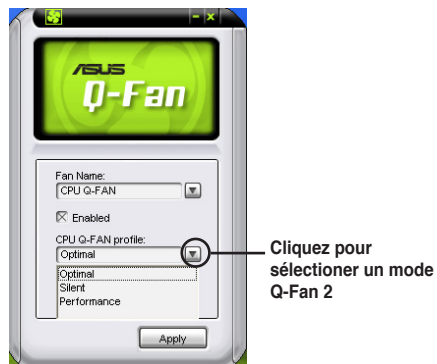 ASUS
Q-Fan
Fan Name:
CPU Q-FAN
Enabled
CPU Q-FAN profile:
Optimal
Optimal
Silent
Performance
Apply
Cliquez pour
sélectioner un mode
Q-Fan 2